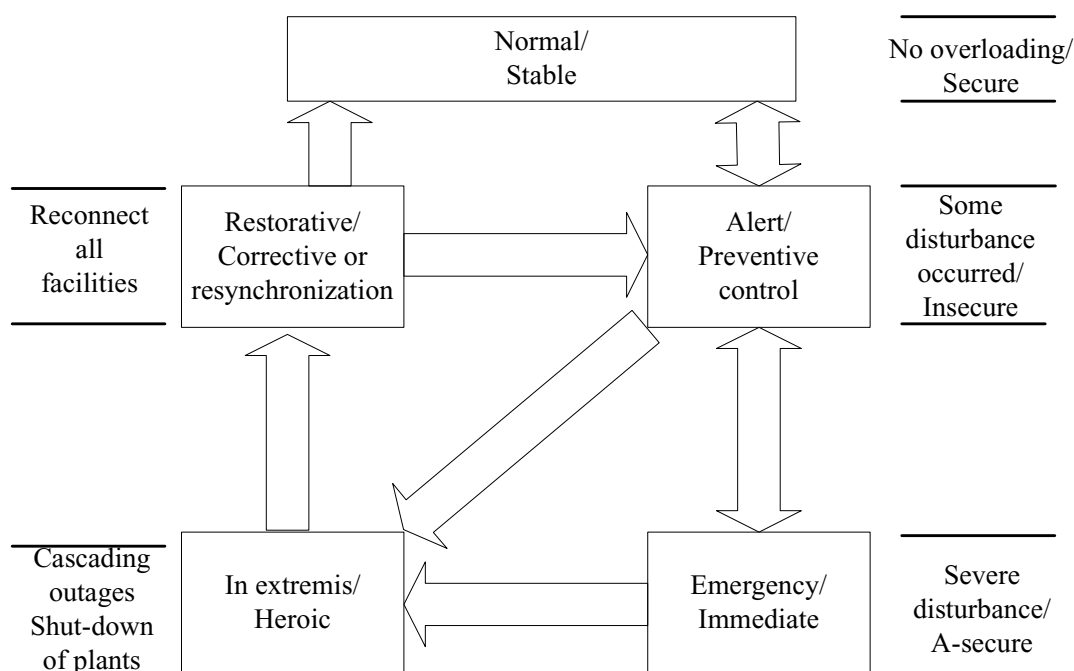 Normal/
Stable
No overloading/
Secure
Reconnect
all
facilities
Restorative/
Corrective or
resynchronization
Alert/
Preventive
control
Some
disturbance
occurred/
Insecure
Cascading
outages
Shut-down
of plants
In extremis/
Heroic
Emergency/
Immediate
Severe
disturbance/
A-secure